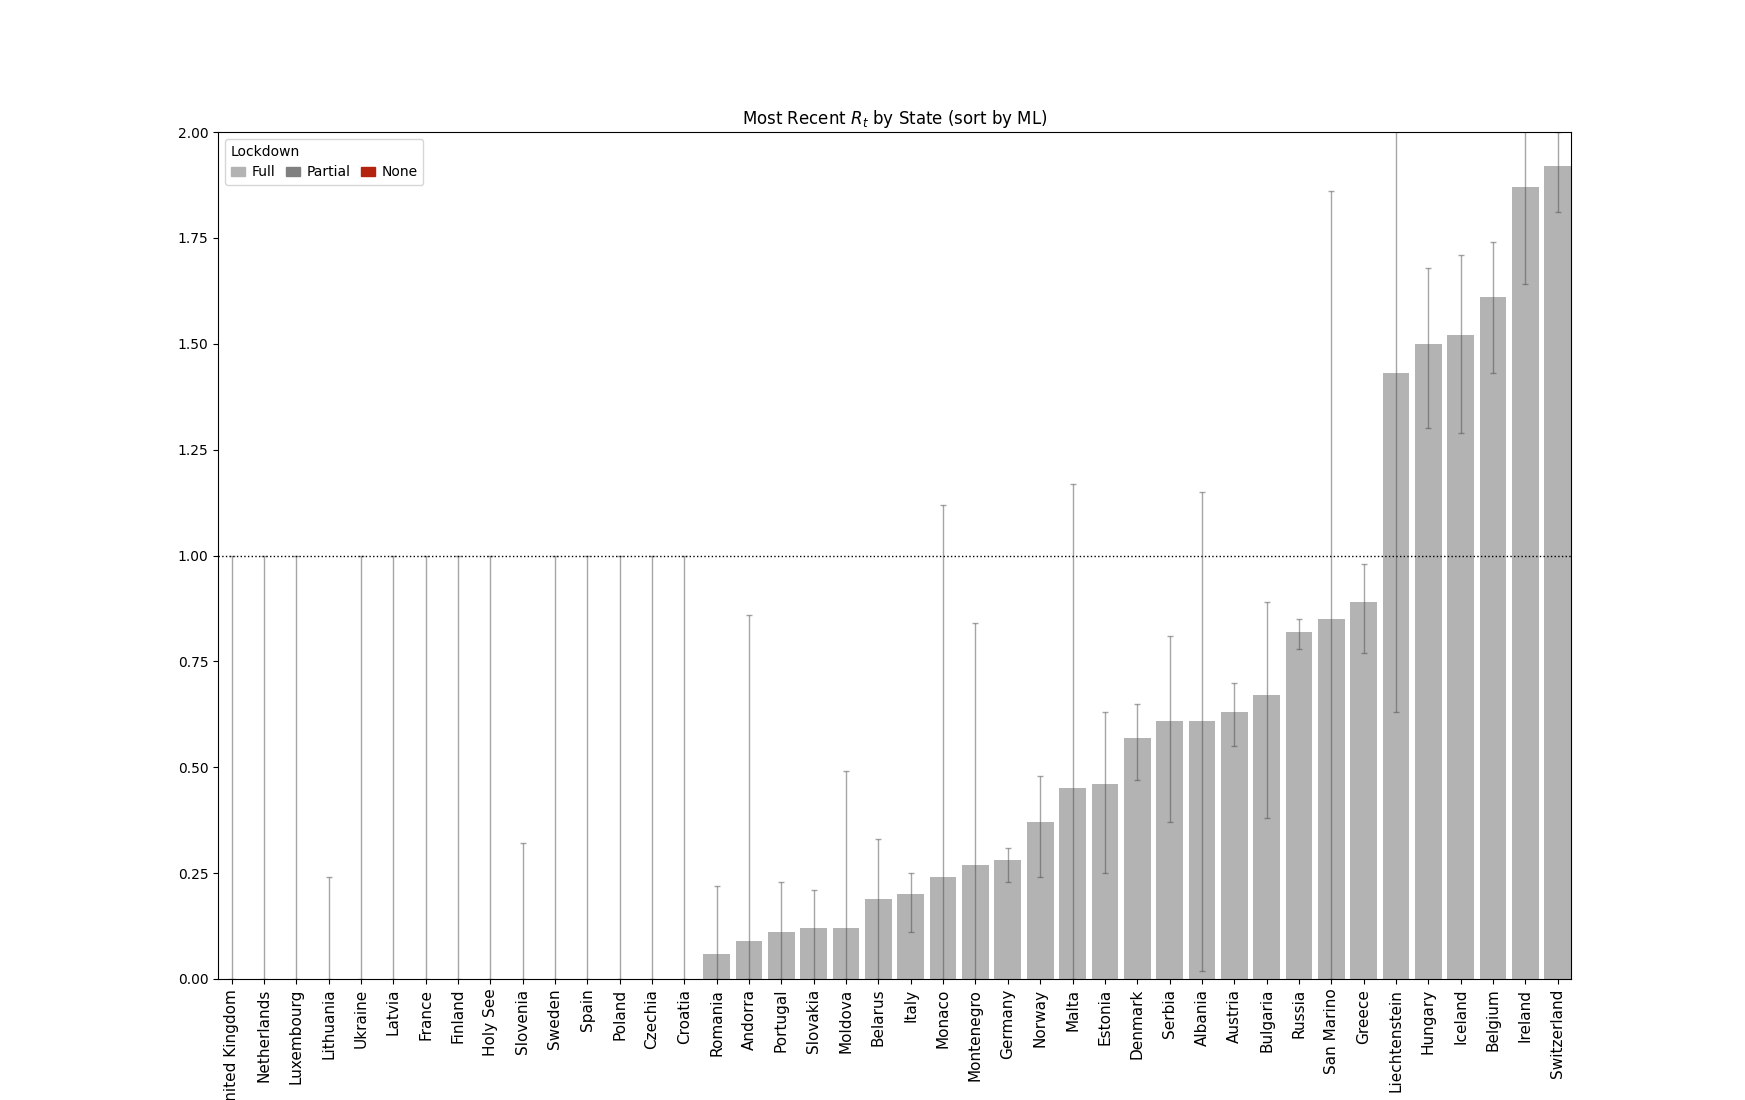 Most Recent R_t by State (sort by ML)
Lockdown
Full Partial None
2.00
1.75
1.50
1.25
1.00
0.75
0.50
0.25
0.00
nited Kingdom
Netherlands
Luxembourg
Lithuania
Ukraine
Latvia
France
Finland
Holy See
Slovenia
Sweden
Spain
Poland
Czechia
Croatia
Romania
Andorra
Portugal
Slovakia
Moldova
Belarus
Italy
Monaco
Montenegro
Germany
Norway
Malta
Estonia
Denmark
Serbia
Albania
Austria
Bulgaria
Russia
San Marino
Greece
Liechtenstein
Hungary
Iceland
Belgium
Ireland
Switzerland